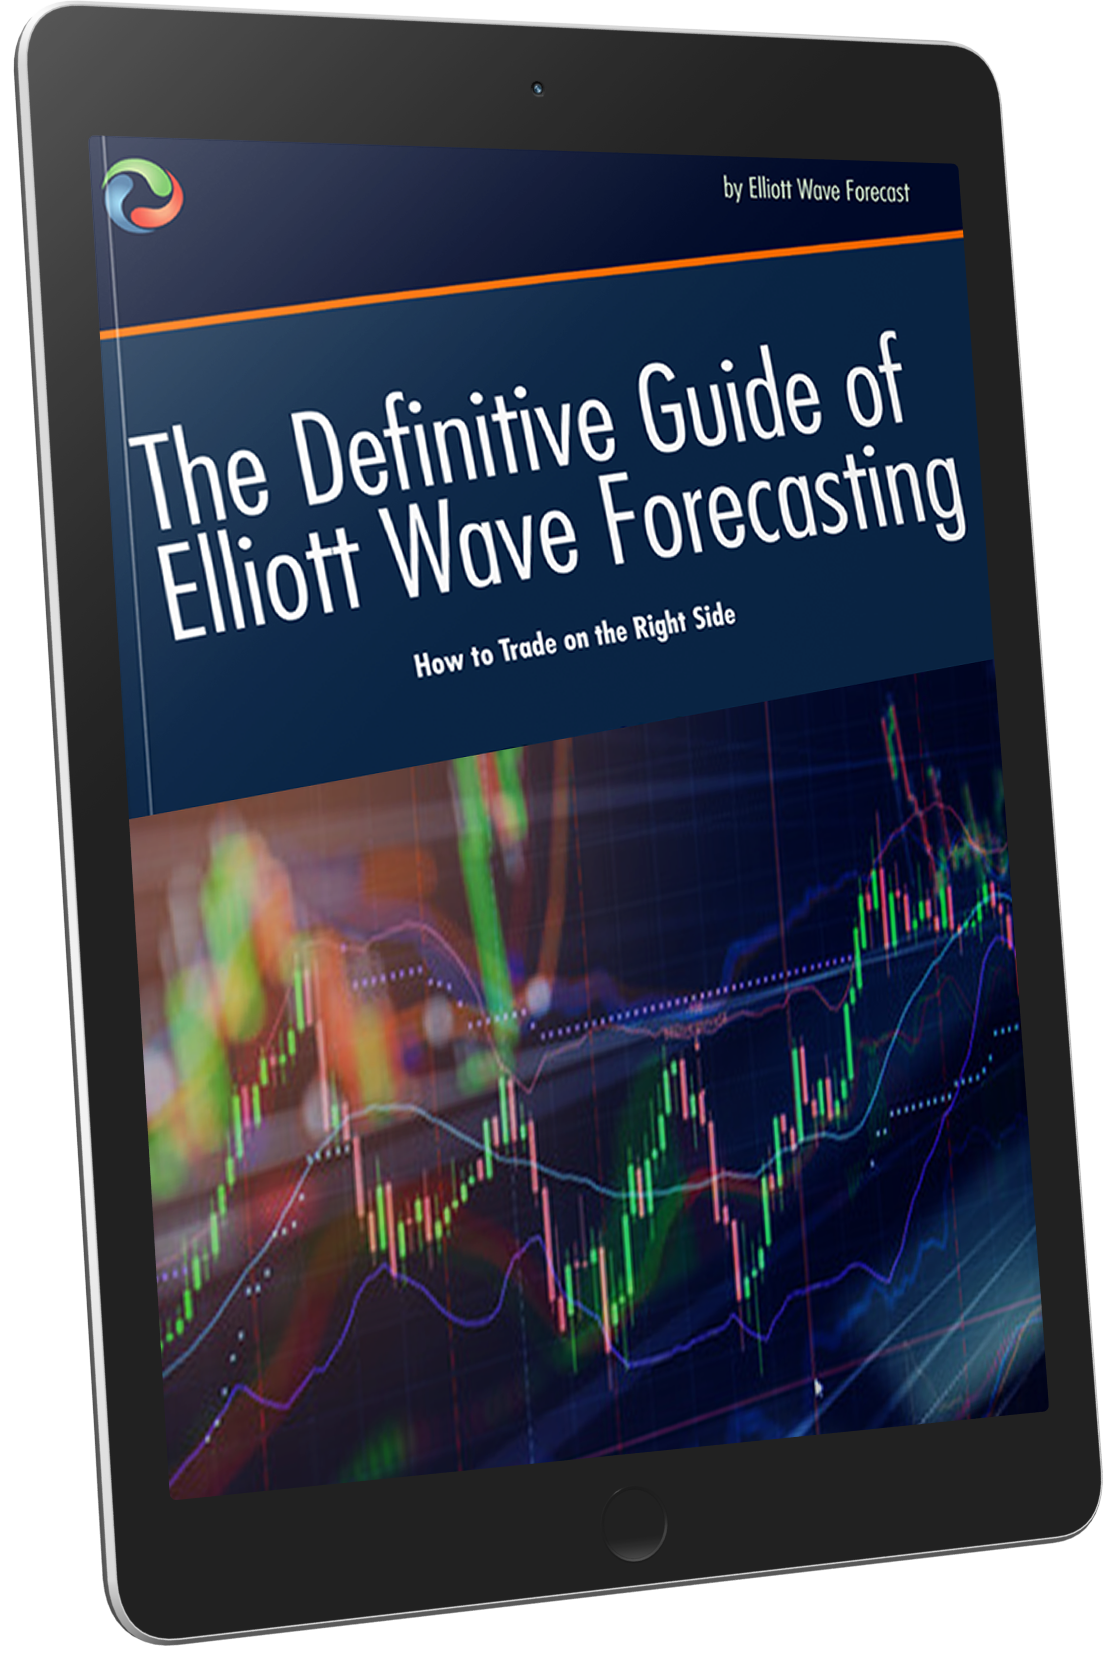 by Elliott Wave Forecast
The Definitive Guide of
Elliott Wave Forecasting
How to Trade on the Right Side